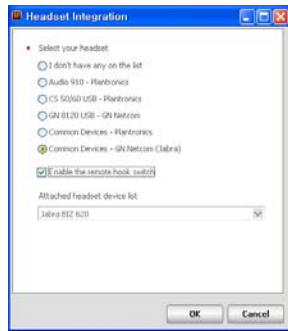 Headset Integration
Select your headset
I don't have any on the list
Audio 910 - Plantronics
CS 50/60 USB - Plantronics
GN 8120 USB - GN Netcom
Common Devices - Plantronics
Common Devices - GN Netcom (Jabra)
Enable the remote hook switch
Attached headset device list
Jabra BIZ 620
OK
Cancel